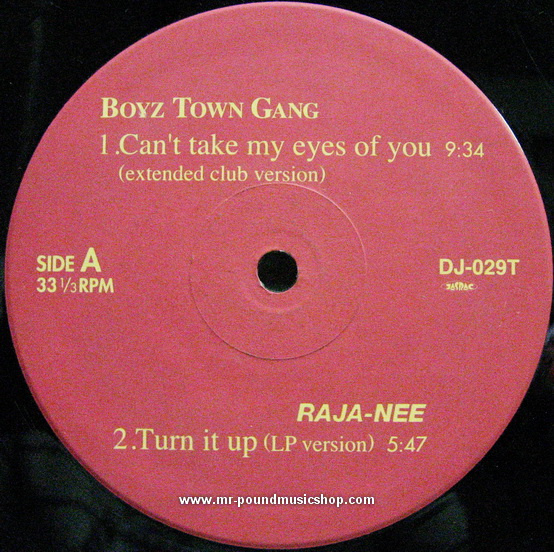 BOYZ TOWN GANG
1.Can't take my eyes of you 9:34
(extended club version)
SIDE A
33 1/3 RPM
DJ-029T
RAJA-NEE
2.Turn it up (LP version) 5:47
www.mr-poundmusicshop.com